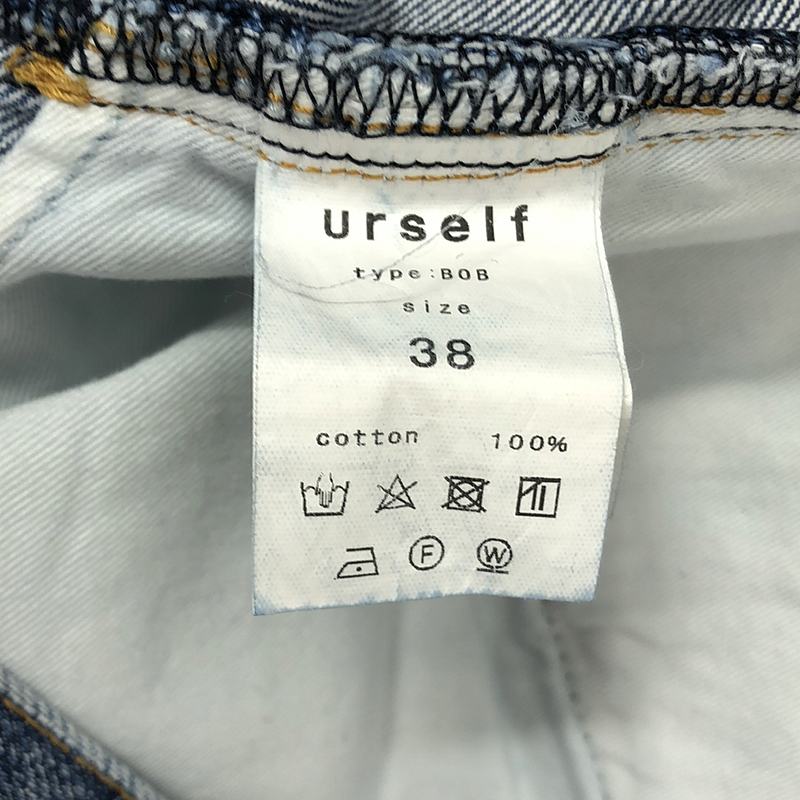 urself
type:BOB
size
38
cotton 100%
F W